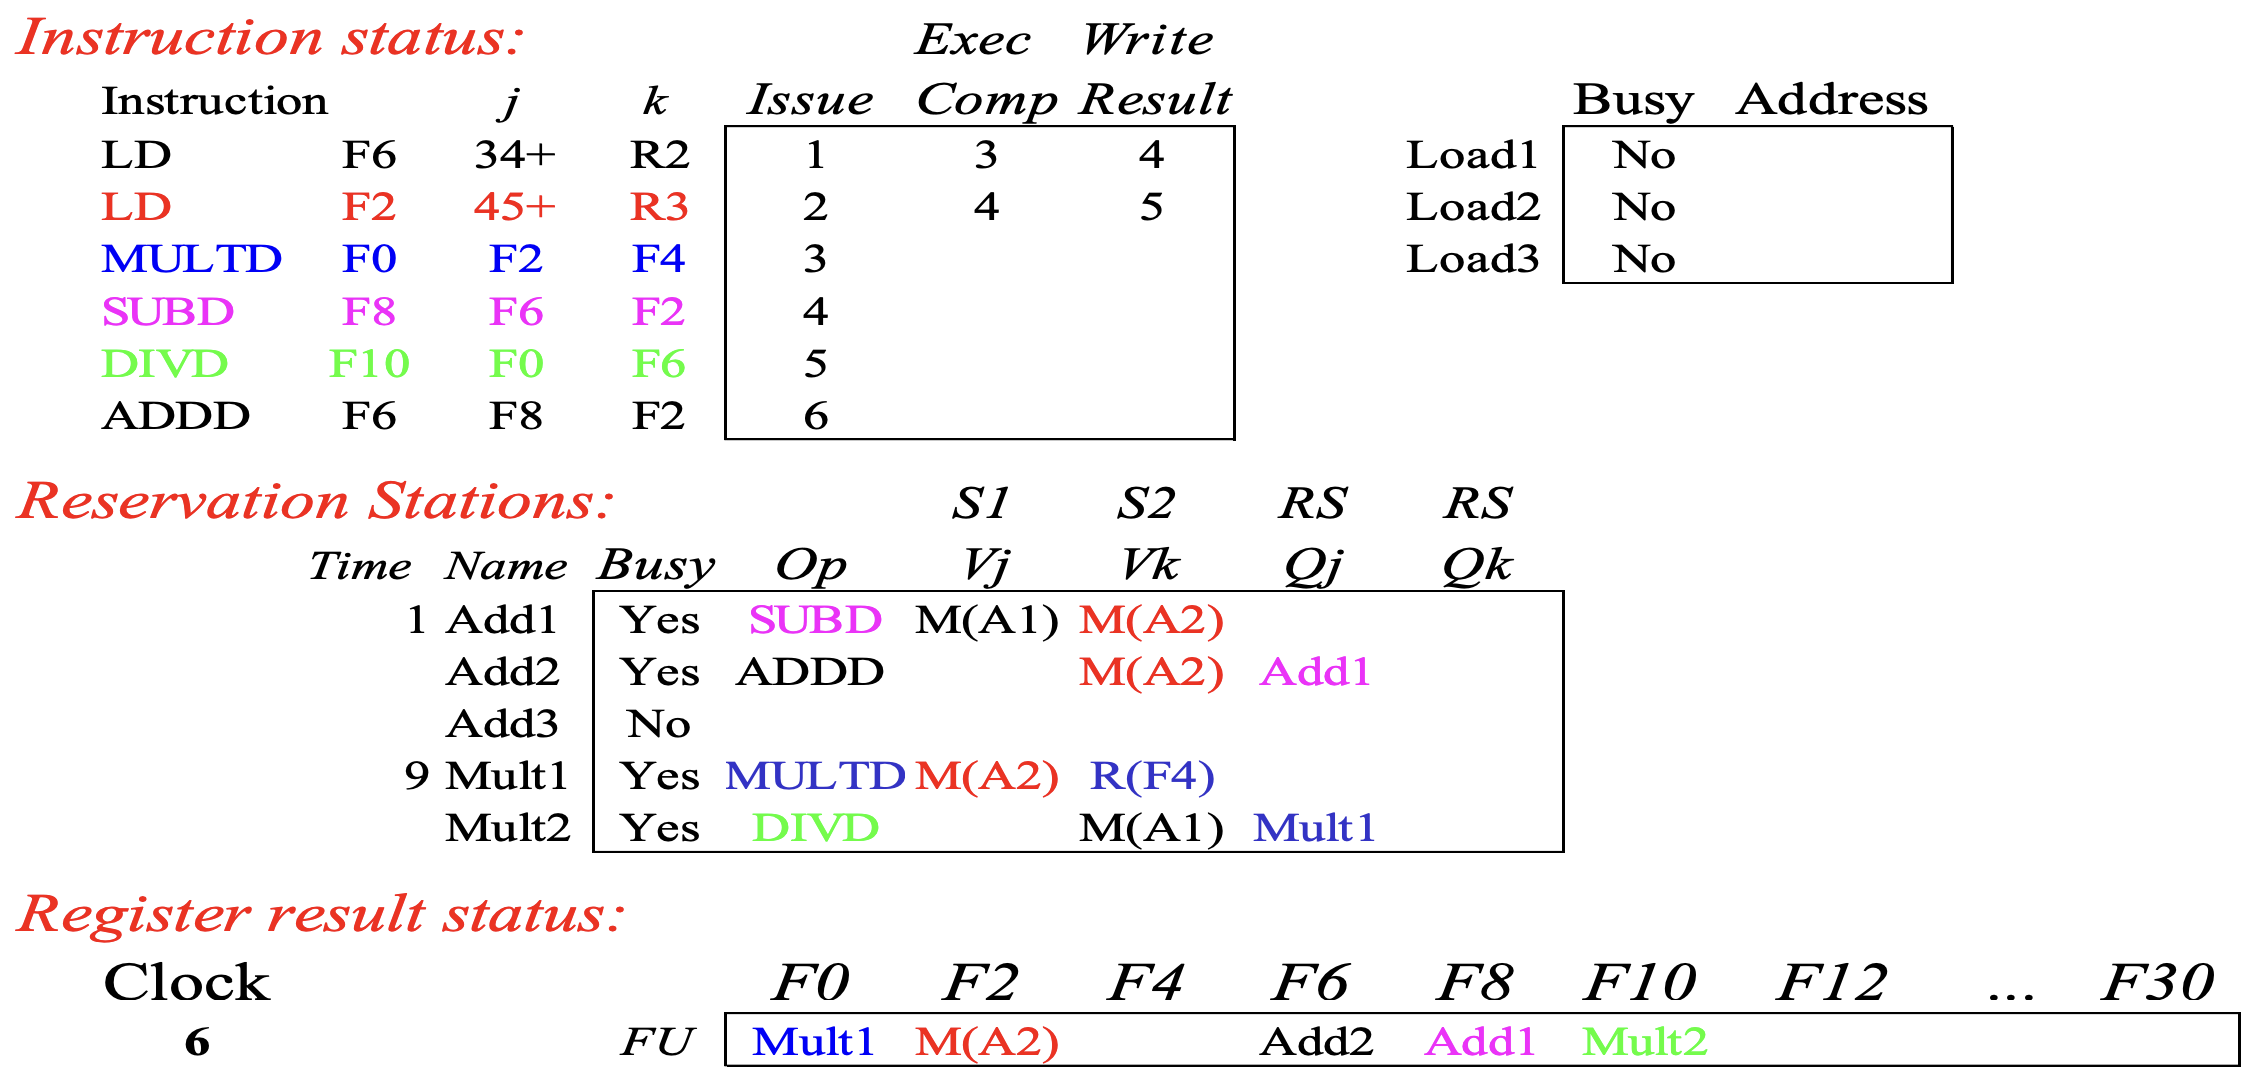 Instruction status: Exec Write
Instruction j k Issue Comp Result Busy Address
LD F6 34+ R2 1 3 4 Load1 No
LD F2 45+ R3 2 4 5 Load2 No
MULTD F0 F2 F4 3 Load3 No
SUBD F8 F6 F2 4
DIVD F10 F0 F6 5
ADDD F6 F8 F2 6
Reservation Stations: S1 S2 RS RS
Time Name Busy Op Vj Vk Qj Qk
1 Add1 Yes SUBD M(A1) M(A2)
Add2 Yes ADDD M(A2) Add1
Add3 No
9 Mult1 Yes MULTD M(A2) R(F4)
Mult2 Yes DIVD M(A1) Mult1
Register result status:
Clock F0 F2 F4 F6 F8 F10 F12 ... F30
6 FU Mult1 M(A2) Add2 Add1 Mult2